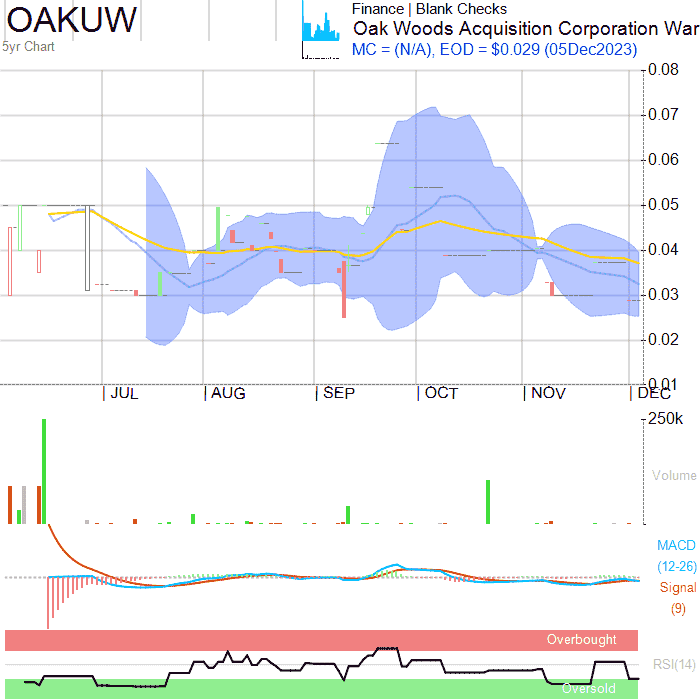 OAKUW
5yr Chart
Finance | Blank Checks
Oak Woods Acquisition Corporation War
MC = (N/A), EOD = $0.029 (05Dec2023)
0.08
0.07
0.06
0.05
0.04
0.03
0.02
0.01
JUL AUG SEP OCT NOV DEC
250k
Volume
MACD
(12-26)
Signal
(9)
Overbought
RSI(14)
Oversold